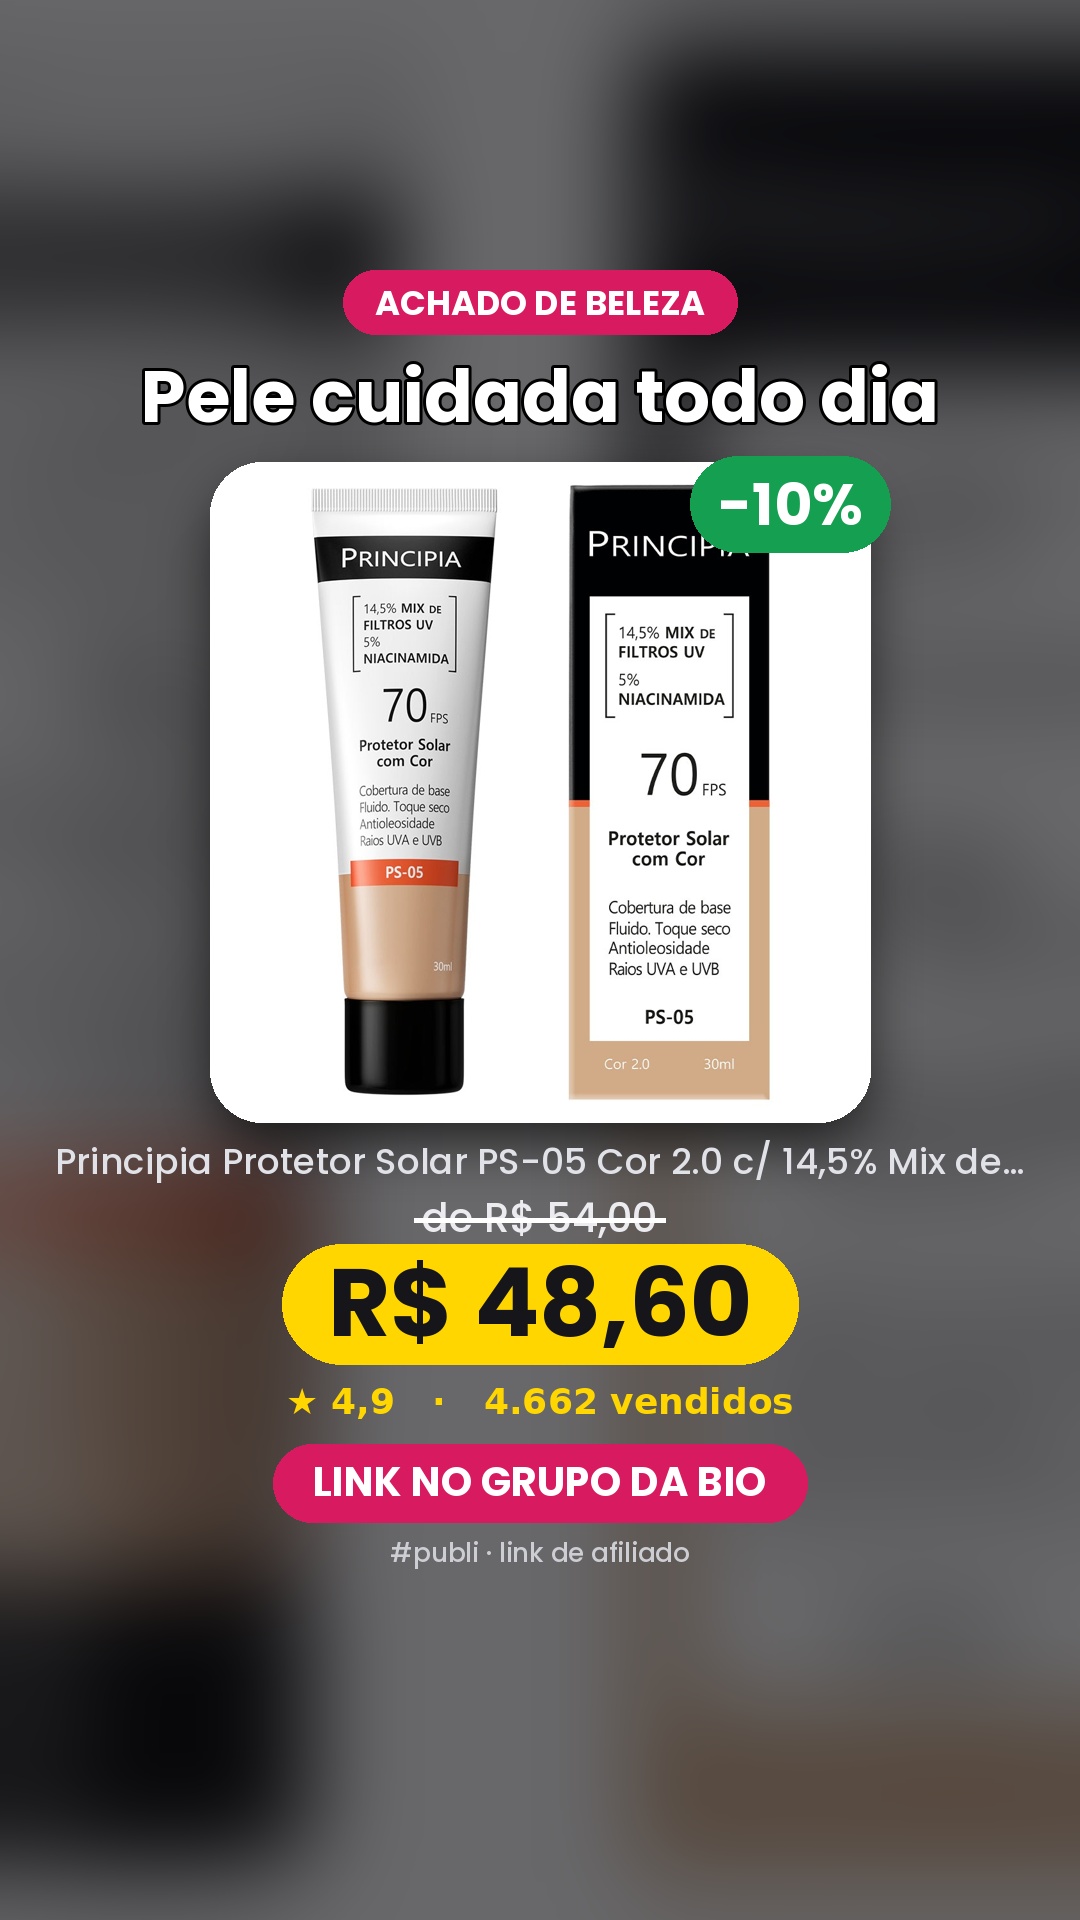 ACHADO DE BELEZA
Pele cuidada todo dia
-10%
PRINCIPIA
14,5% MIX DE
FILTROS UV
5%
NIACINAMIDA
70 FPS
Protetor Solar
com Cor
Cobertura de base
Fluido. Toque seco
Antioleosidade
Raios UVA e UVB
PS-05
30ml
PRINCIPIA
14,5% MIX DE
FILTROS UV
5%
NIACINAMIDA
70 FPS
Protetor Solar
com Cor
Cobertura de base
Fluido. Toque seco
Antioleosidade
Raios UVA e UVB
PS-05
Cor 2.0 30ml
Principia Protetor Solar PS-05 Cor 2.0 c/ 14,5% Mix de...
de R$ 54,00
R$ 48,60
★ 4,9 · 4.662 vendidos
LINK NO GRUPO DA BIO
#publi · link de afiliado